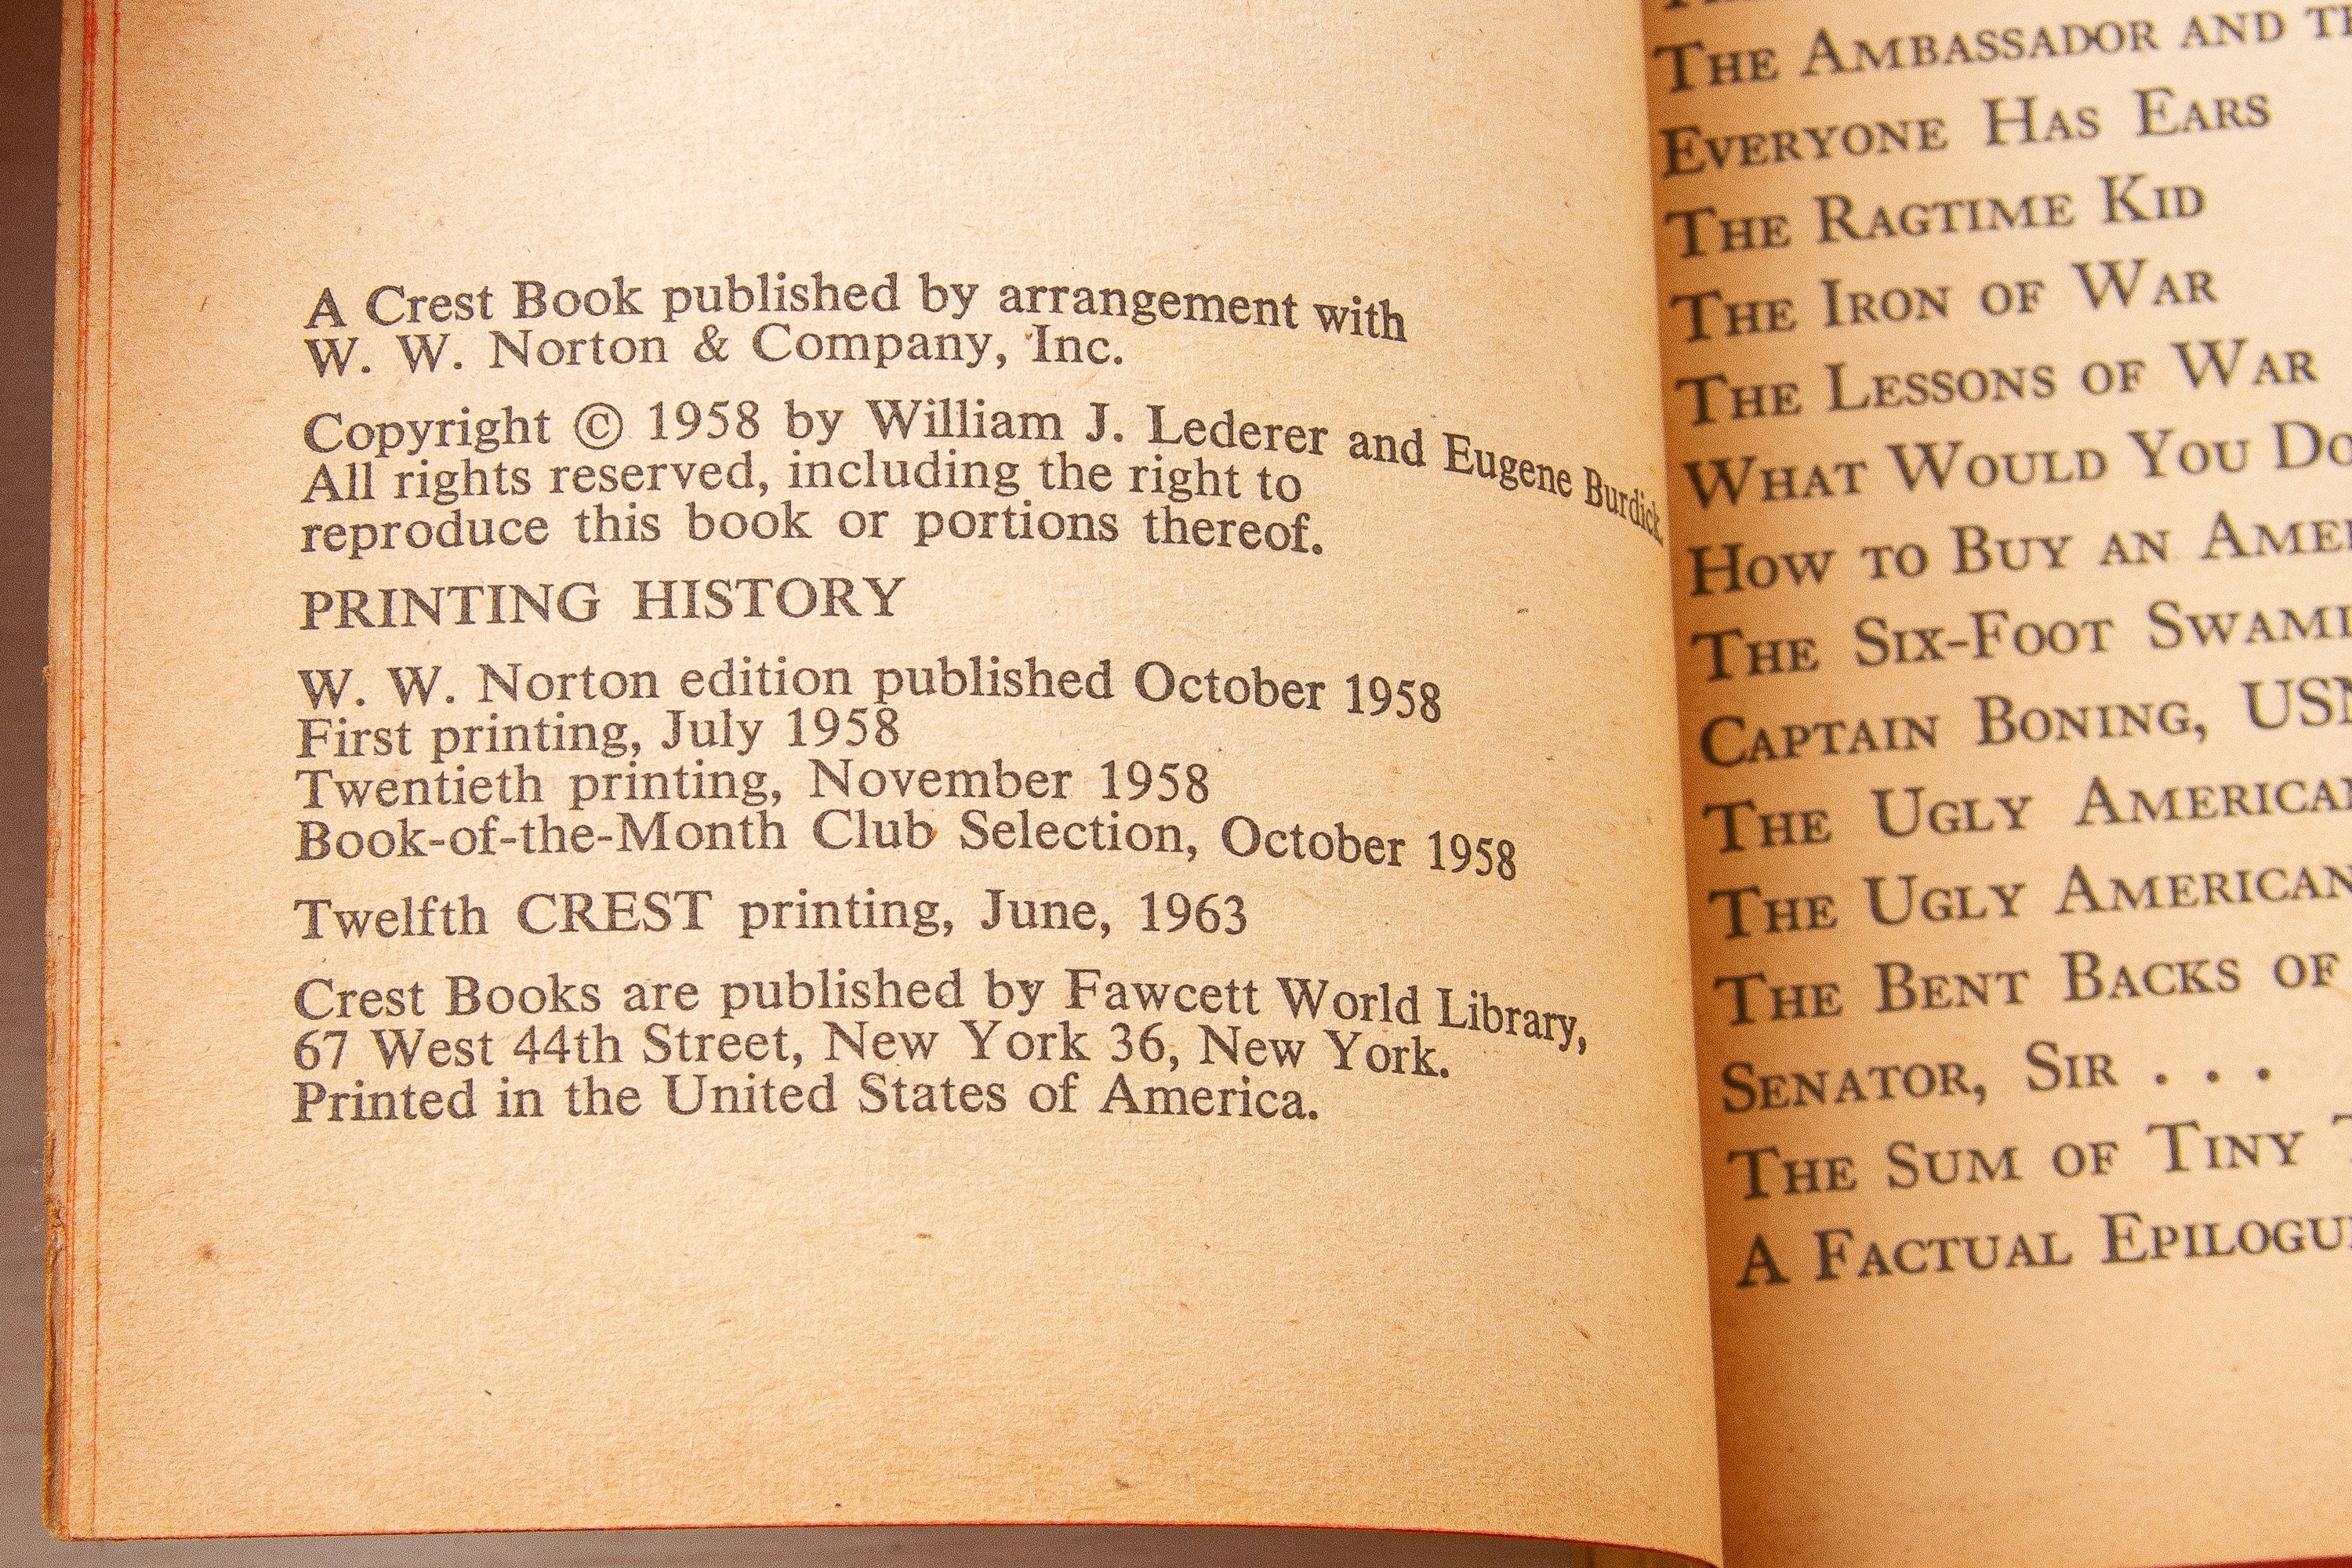 A Crest Book published by arrangement with
W. W. Norton & Company, Inc.
Copyright © 1958 by William J. Lederer and Eugene Burdick
All rights reserved, including the right to
reproduce this book or portions thereof.
PRINTING HISTORY
W. W. Norton edition published October 1958
First printing, July 1958
Twentieth printing, November 1958
Book-of-the-Month Club Selection, October 1958
Twelfth CREST printing, June, 1963
Crest Books are published by Fawcett World Library,
67 West 44th Street, New York 36, New York.
Printed in the United States of America.
THE AMBASSADOR AND
EVERYONE HAS EARS
THE RAGTIME KID
THE IRON OF WAR
THE LESSONS OF WAR
WHAT WOULD YOU DO
HOW TO BUY AN
THE SIX-FOOT SWAMI
CAPTAIN BONING, USN
THE UGLY AMERICAN
THE UGLY AMERICAN
THE BENT BACKS OF
SENATOR, SIR . . .
THE SUM OF TINY
A FACTUAL EPILOGUE